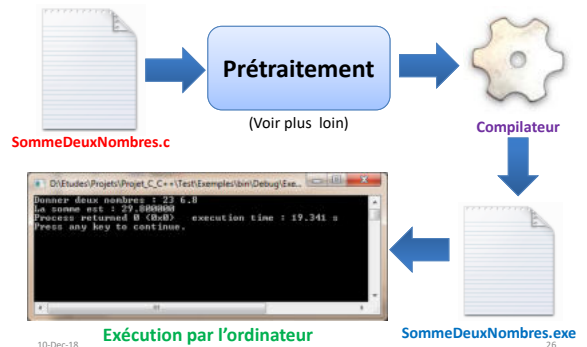 Prétraitement
(Voir plus loin)
SommeDeuxNombres.c
Compilateur
D:\Etudes\Projets\Projet_C_C++\Test\Exemples\bin\Debug\Exe...
Donner deux nombres : 23 6.8
La somme est : 29.800000
Process returned 0 (0x0)   execution time : 19.341 s
Press any key to continue.
Exécution par l'ordinateur
SommeDeuxNombres.exe
10-Dec-18
26